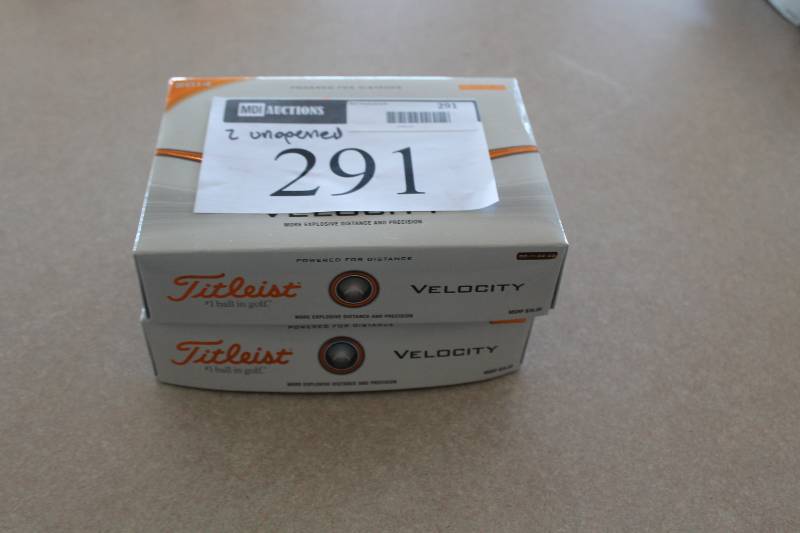 2014
POWERED FOR DISTANCE
MDI AUCTIONS
291
2 unopened
291
VELOCITY
MORE EXPLOSIVE DISTANCE AND PRECISION
POWERED FOR DISTANCE
Titleist
#1 ball in golf.
VELOCITY
MORE EXPLOSIVE DISTANCE AND PRECISION
POWERED FOR DISTANCE
Titleist
#1 ball in golf.
VELOCITY
MORE EXPLOSIVE DISTANCE AND PRECISION